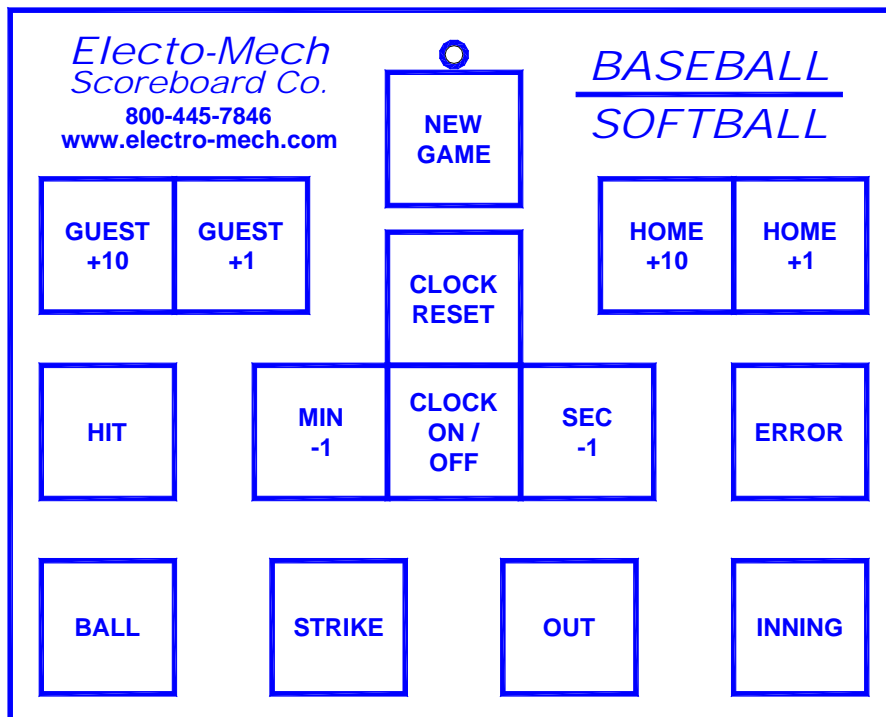 Electo-Mech
Scoreboard Co.
800-445-7846
www.electro-mech.com
BASEBALL
SOFTBALL
NEW
GAME
GUEST
+10
GUEST
+1
HOME
+10
HOME
+1
CLOCK
RESET
HIT
MIN
-1
CLOCK
ON /
OFF
SEC
-1
ERROR
BALL
STRIKE
OUT
INNING